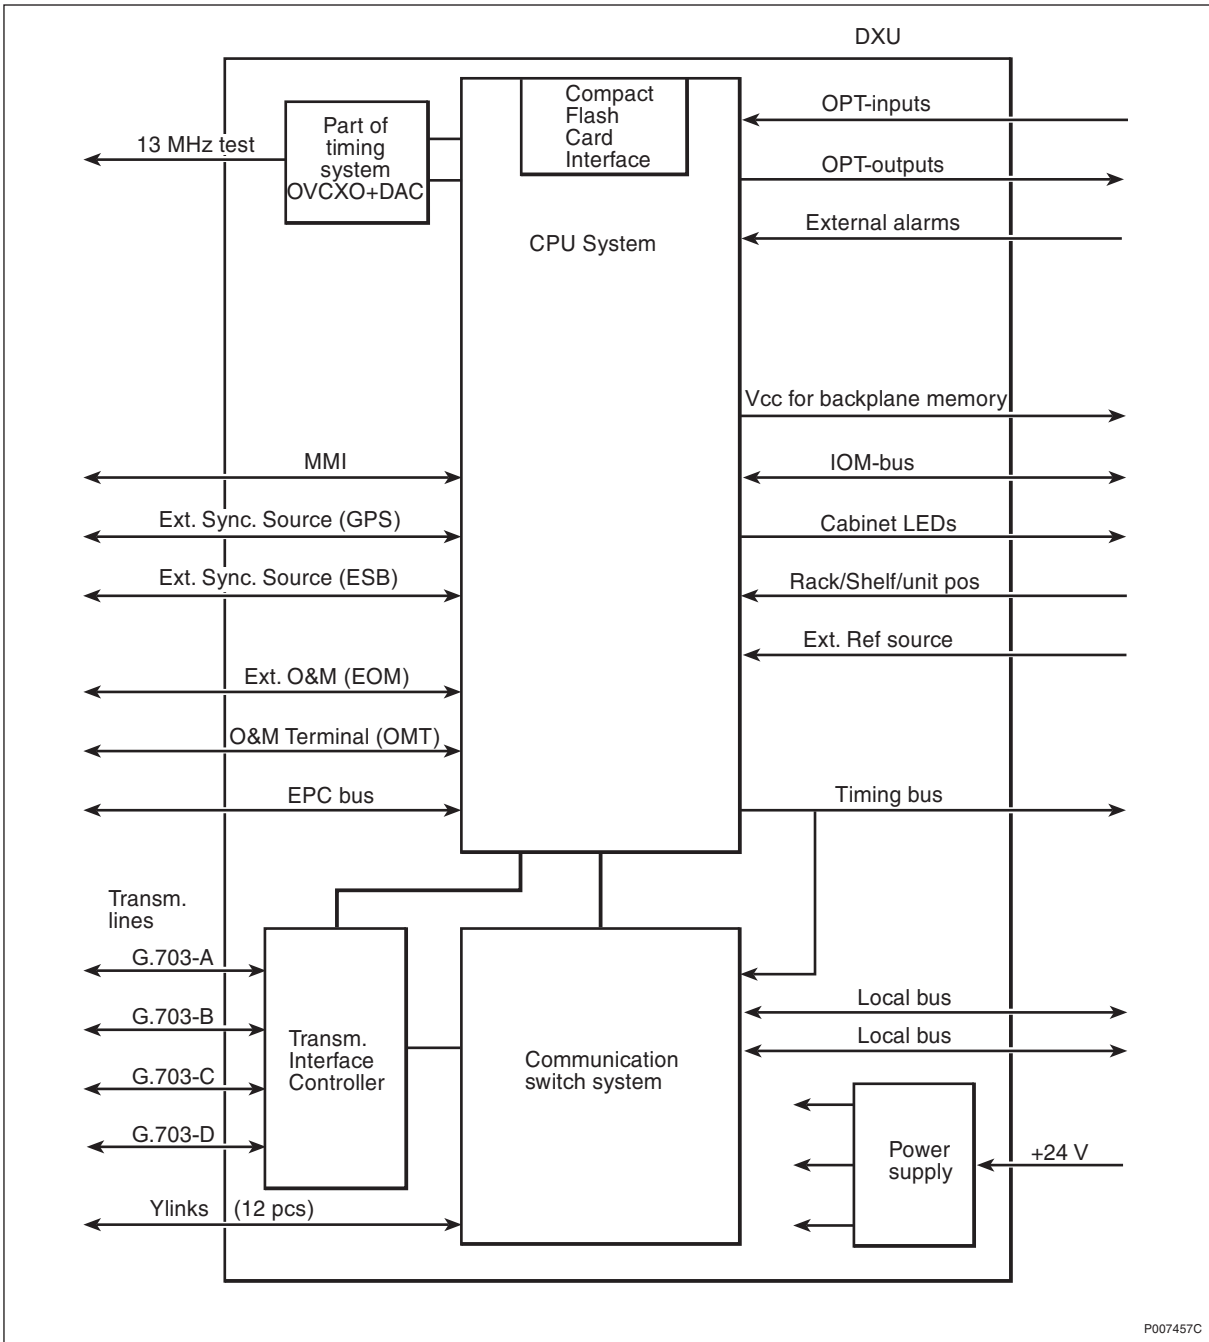 DXU
Compact
Flash
Card
Interface
Part of
timing
system
OVCXO+DAC
13 MHz test
CPU System
OPT-inputs
OPT-outputs
External alarms
Vcc for backplane memory
MMI
IOM-bus
Ext. Sync. Source (GPS)
Cabinet LEDs
Ext. Sync. Source (ESB)
Rack/Shelf/unit pos
Ext. Ref source
Ext. O&M (EOM)
O&M Terminal (OMT)
EPC bus
Timing bus
Transm.
lines
G.703-A
G.703-B
G.703-C
G.703-D
Transm.
Interface
Controller
Communication
switch system
Local bus
Local bus
Power
supply
+24 V
Ylinks (12 pcs)
P007457C